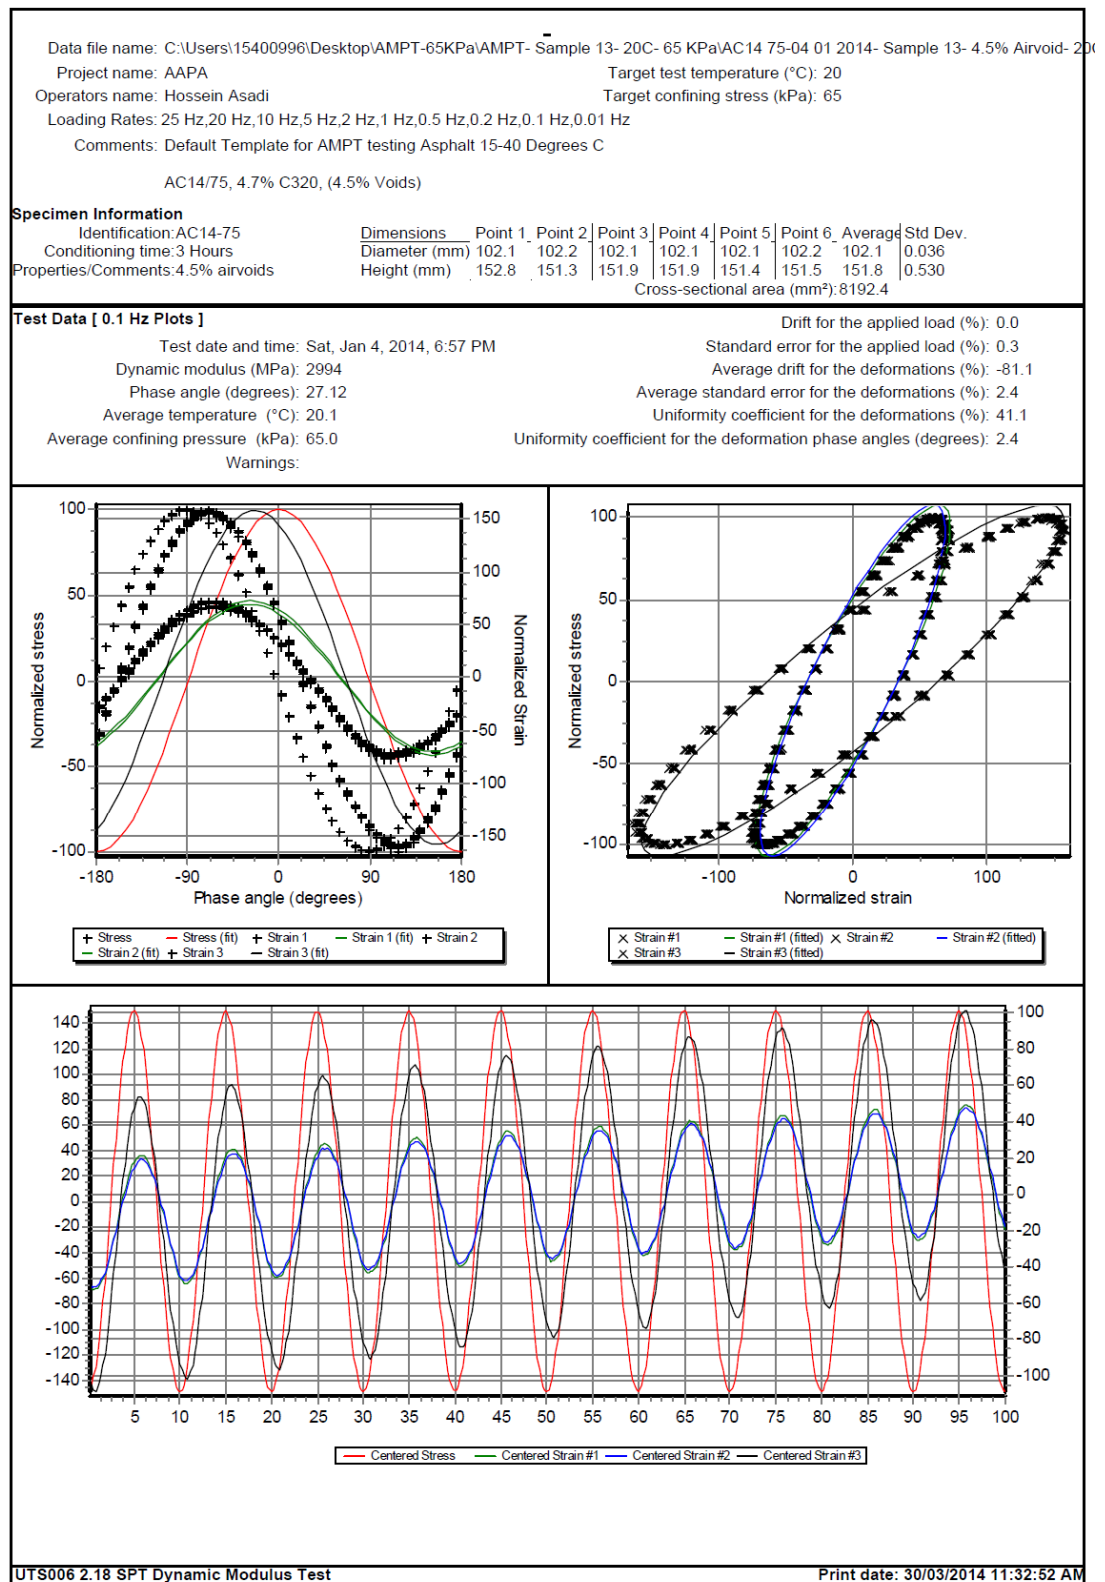 Data file name: C:\Users\15400996\Desktop\AMPT-65KPa\AMPT- Sample 13- 20C- 65 KPa\AC14 75-04 01 2014- Sample 13- 4.5% Airvoid- 20
Project name: AAPA Target test temperature (°C): 20
Operators name: Hossein Asadi Target confining stress (kPa): 65
Loading Rates: 25 Hz,20 Hz,10 Hz,5 Hz,2 Hz,1 Hz,0.5 Hz,0.2 Hz,0.1 Hz,0.01 Hz
Comments: Default Template for AMPT testing Asphalt 15-40 Degrees C
AC14/75, 4.7% C320, (4.5% Voids)
Specimen Information
Identification: AC14-75 Dimensions Point 1 Point 2 Point 3 Point 4 Point 5 Point 6 Average Std Dev.
Conditioning time: 3 Hours Diameter (mm) 102.1 102.2 102.1 102.1 102.1 102.2 102.1 0.036
Properties/Comments: 4.5% airvoids Height (mm) 152.8 151.3 151.9 151.9 151.4 151.5 151.8 0.530
Cross-sectional area (mm²): 8192.4
Test Data [ 0.1 Hz Plots ] Drift for the applied load (%): 0.0
Test date and time: Sat, Jan 4, 2014, 6:57 PM Standard error for the applied load (%): 0.3
Dynamic modulus (MPa): 2994 Average drift for the deformations (%): -81.1
Phase angle (degrees): 27.12 Average standard error for the deformations (%): 2.4
Average temperature (°C): 20.1 Uniformity coefficient for the deformations (%): 41.1
Average confining pressure (kPa): 65.0 Uniformity coefficient for the deformation phase angles (degrees): 2.4
Warnings:
100 50 0 -50 -100
Normalized stress
150 100 50 0 -50 -100 -150
Normalized Strain
-180 -90 0 90 180
Phase angle (degrees)
Stress Stress (fit) Strain 1 Strain 1 (fit) Strain 2
Strain 2 (fit) Strain 3 Strain 3 (fit)
100 50 0 -50 -100
Normalized stress
-100 0 100
Normalized strain
Strain #1 Strain #1 (fitted) Strain #2 Strain #2 (fitted)
Strain #3 Strain #3 (fitted)
140 120 100 80 60 40 20 0 -20 -40 -60 -80 -100 -120 -140
100 80 60 40 20 0 -20 -40 -60 -80 -100
5 10 15 20 25 30 35 40 45 50 55 60 65 70 75 80 85 90 95 100
Centered Stress Centered Strain #1 Centered Strain #2 Centered Strain #3
UTS006 2.18 SPT Dynamic Modulus Test Print date: 30/03/2014 11:32:52 AM